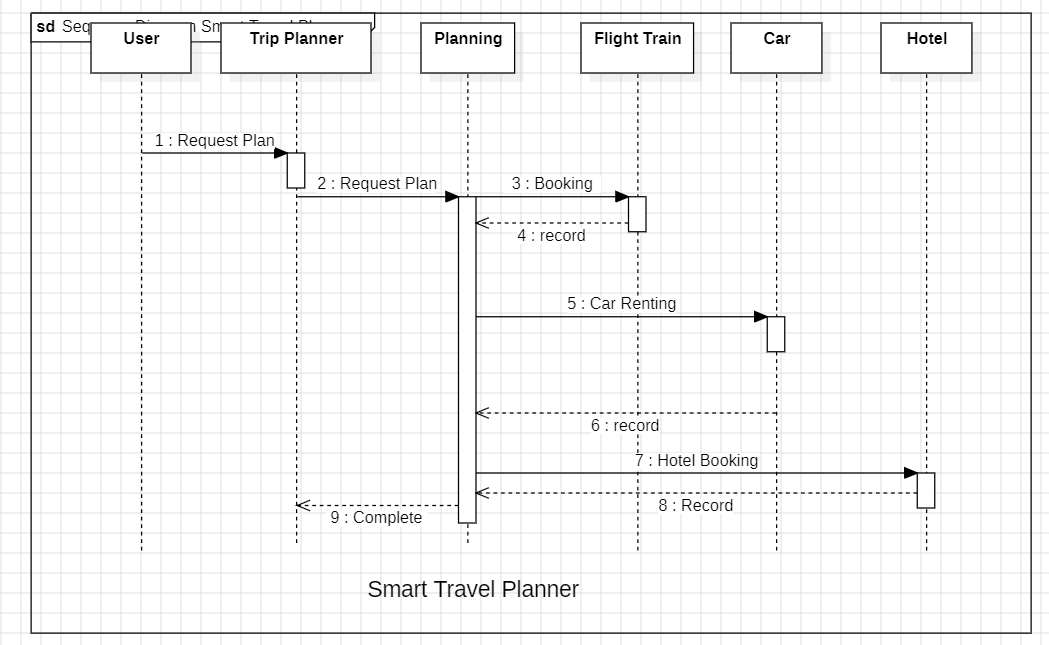 sd Seq
User
Trip Planner
Planning
Flight Train
Car
Hotel
1 : Request Plan
2 : Request Plan
3 : Booking
4 : record
5 : Car Renting
6 : record
7 : Hotel Booking
8 : Record
9 : Complete
Smart Travel Planner